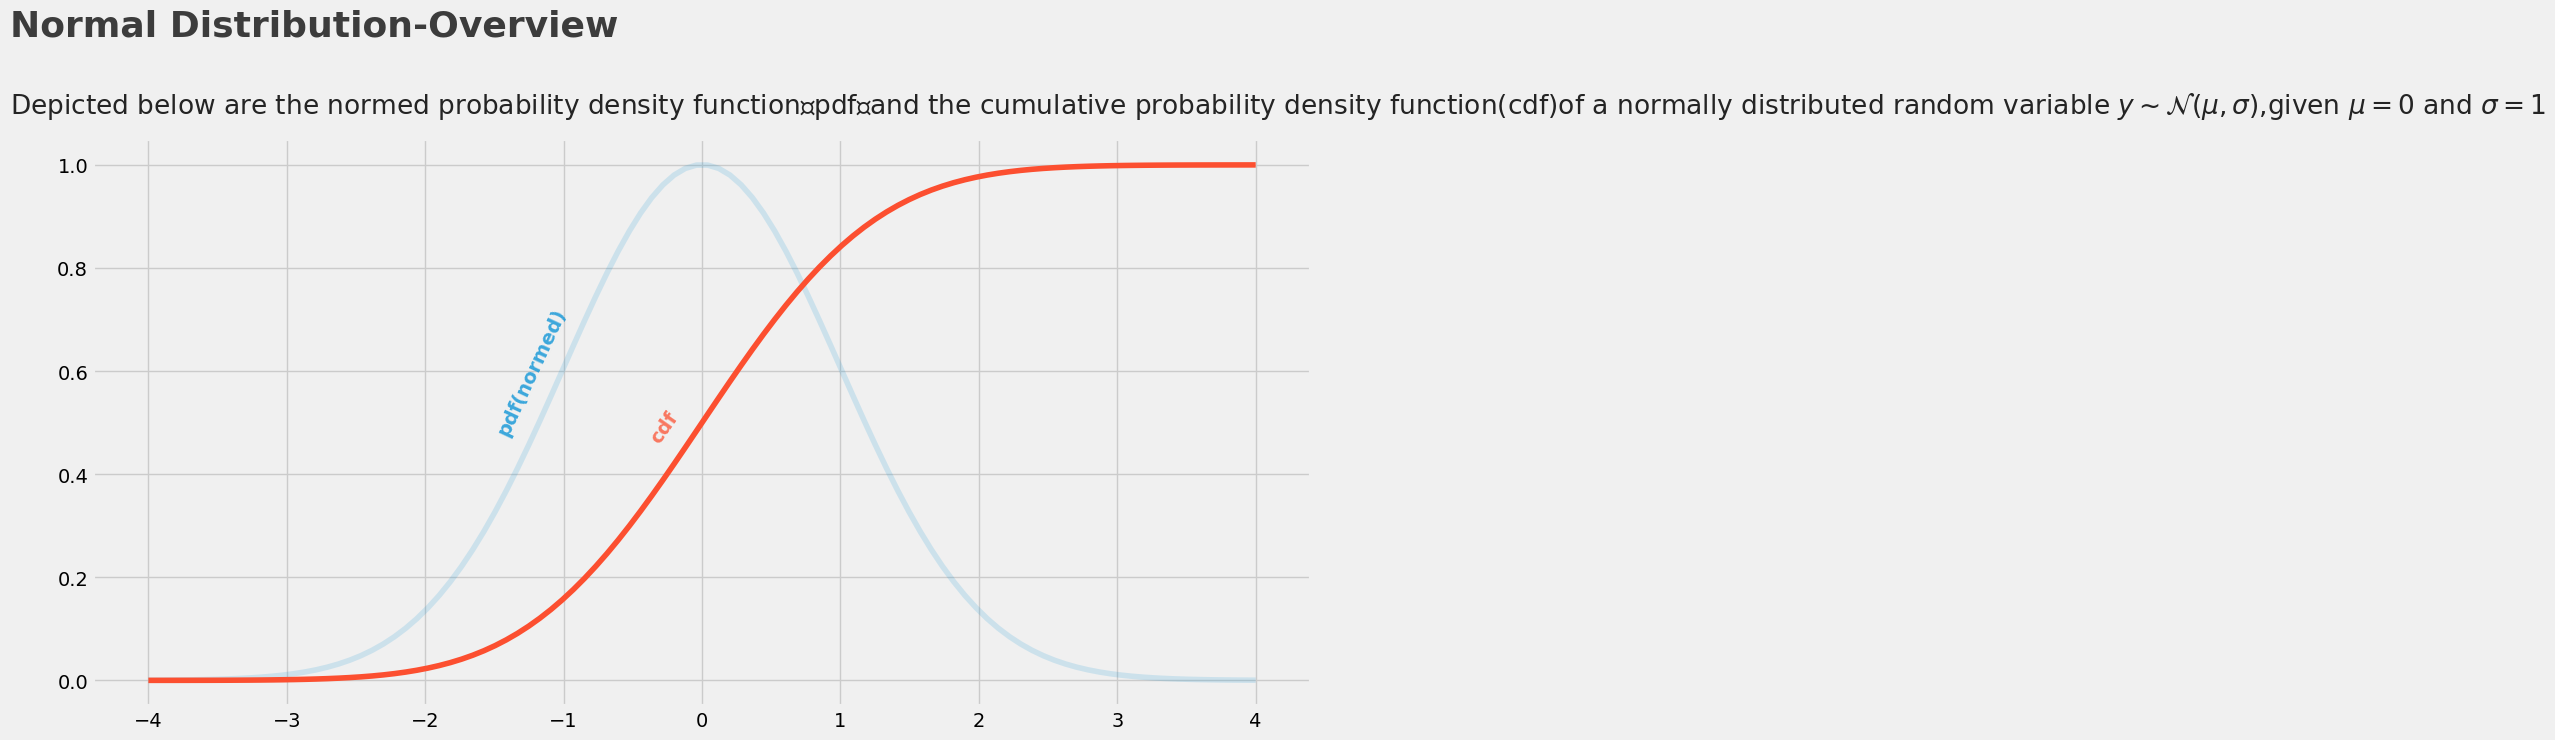 Normal Distribution-Overview
Depicted below are the normed probability density function▯pdf▯and the cumulative probability density function(cdf)of a normally distributed random variable y ∼ 𝒩(μ, σ),given μ = 0 and σ = 1
1.0
0.8
0.6
0.4
0.2
0.0
pdf(normed)
cdf
−4 −3 −2 −1 0 1 2 3 4